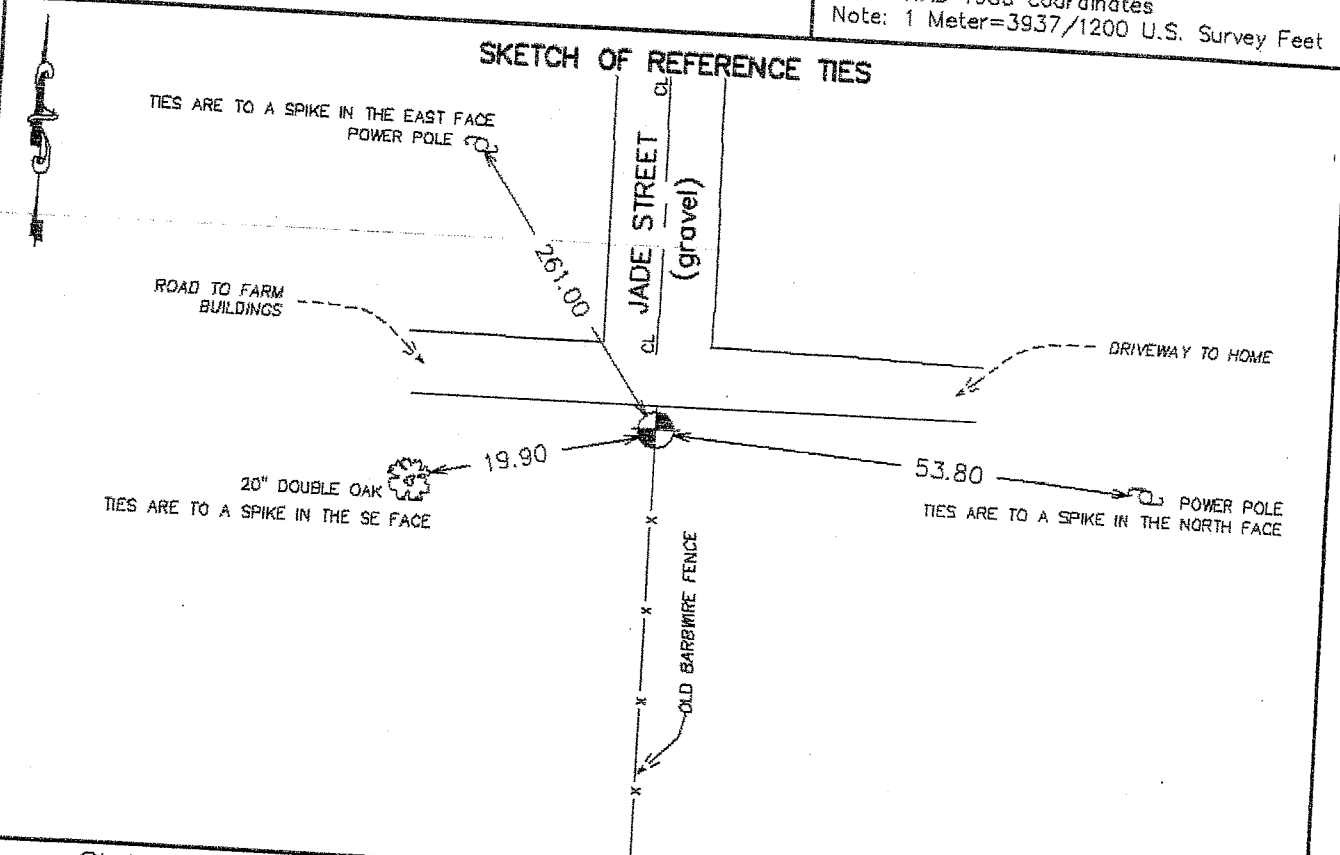 Note: 1 Meter=3937/1200 U.S. Survey Feet
SKETCH OF REFERENCE TIES
TIES ARE TO A SPIKE IN THE EAST FACE
POWER POLE
CL
JADE STREET
(gravel)
CL
261.00
ROAD TO FARM
BUILDINGS
DRIVEWAY TO HOME
19.90
53.80
20" DOUBLE OAK
TIES ARE TO A SPIKE IN THE SE FACE
POWER POLE
TIES ARE TO A SPIKE IN THE NORTH FACE
x
x
x
x
OLD BARBWIRE FENCE